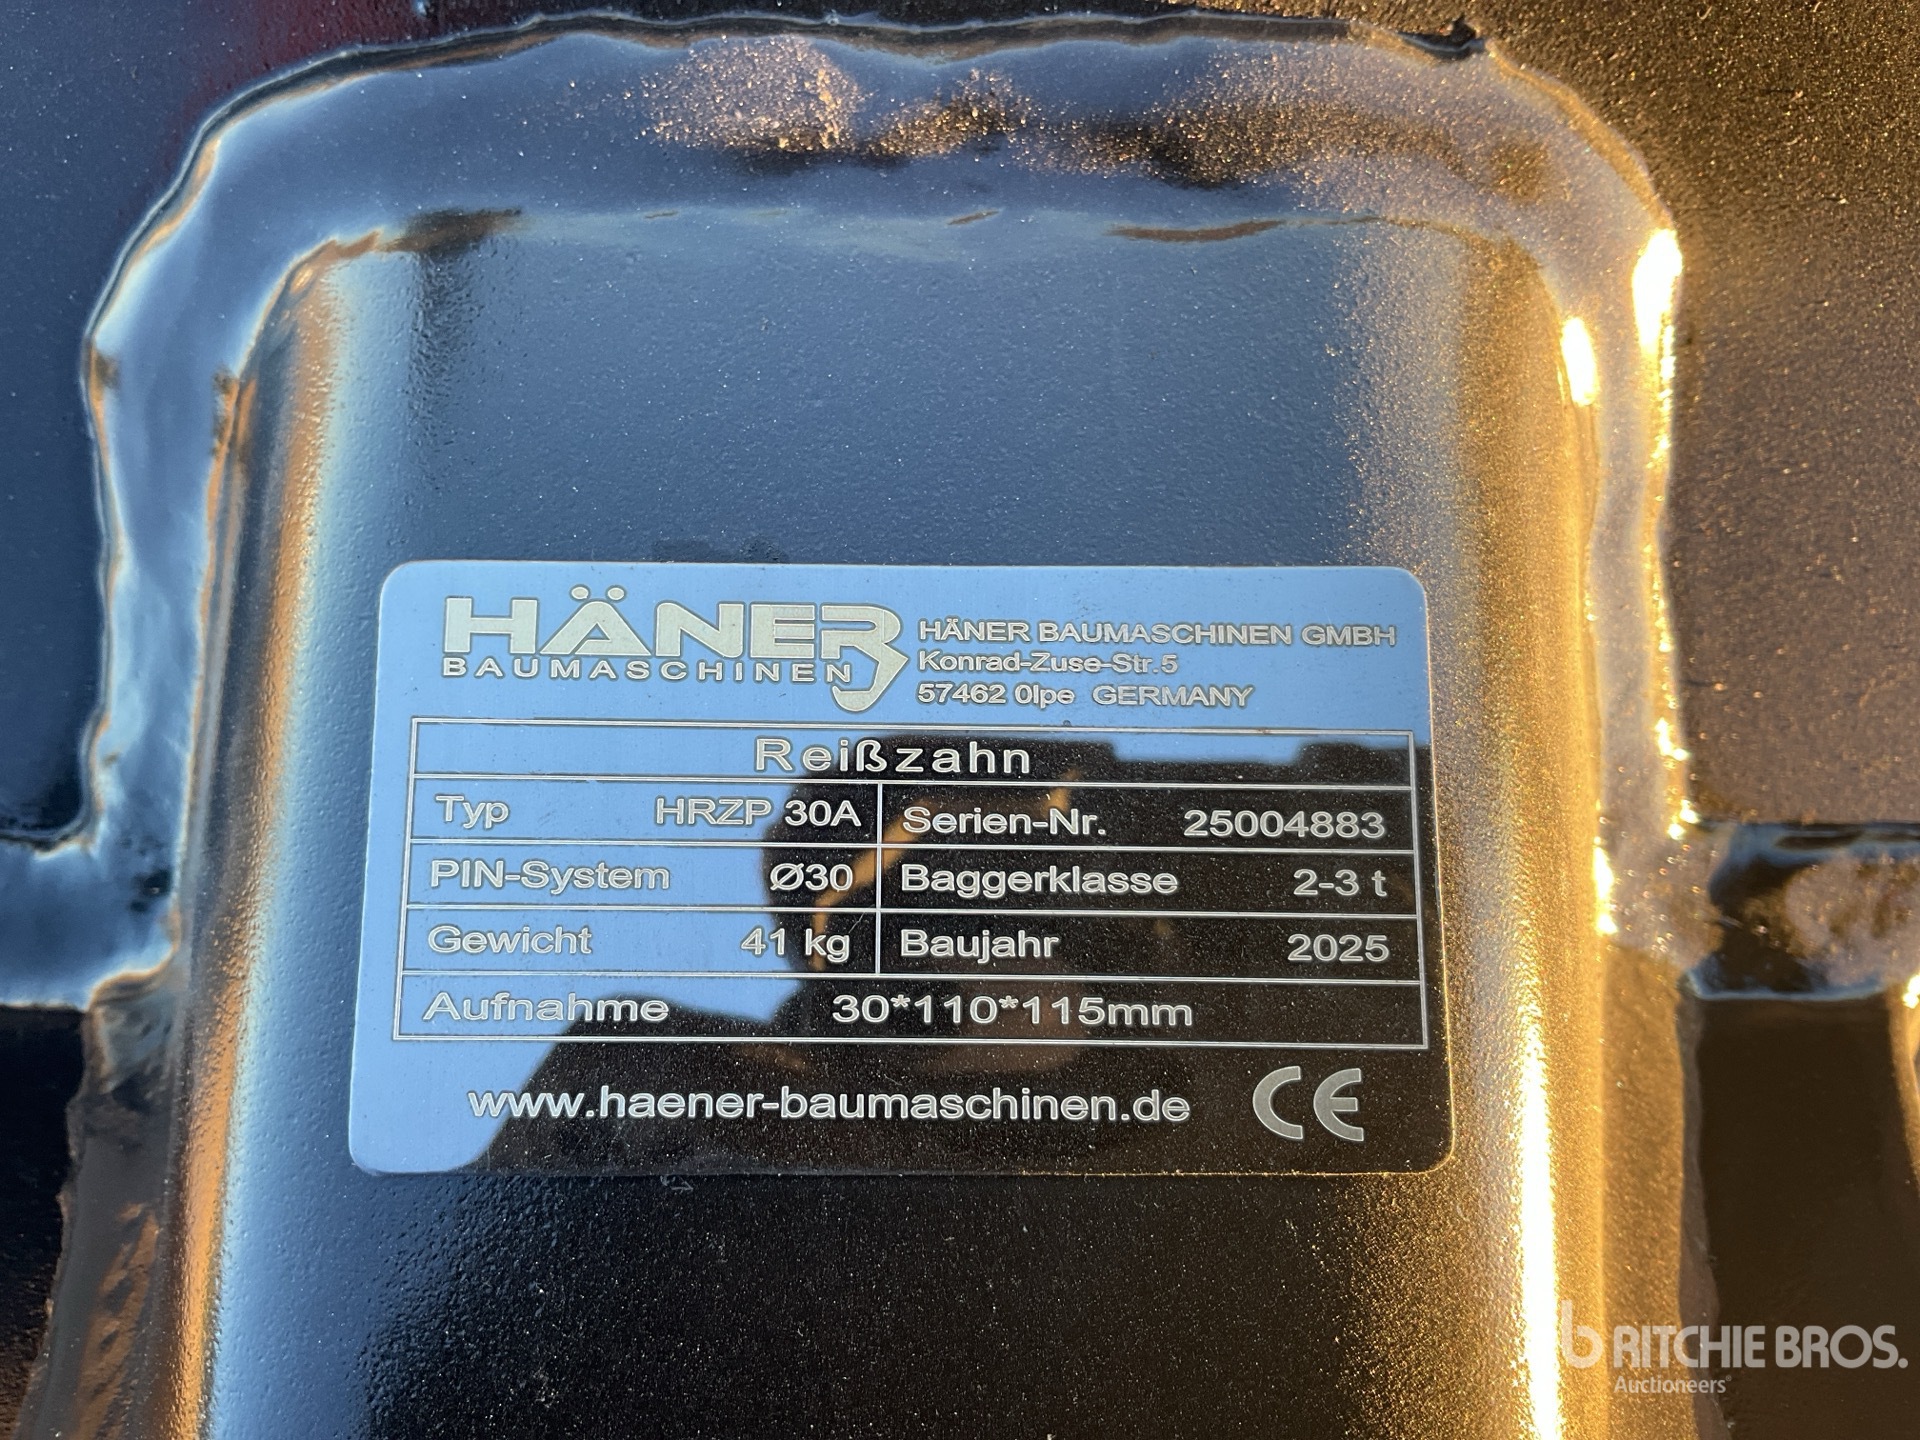 HÄNER
BAUMASCHINEN
HÄNER BAUMASCHINEN GMBH
Konrad-Zuse-Str.5
57462 Olpe GERMANY
Reißzahn
Typ HRZP 30A Serien-Nr. 25004883
PIN-System Ø30 Baggerklasse 2-3 t
Gewicht 41 kg Baujahr 2025
Aufnahme 30*110*115mm
www.haener-baumaschinen.de CE
RITCHIE BROS.
Auctioneers